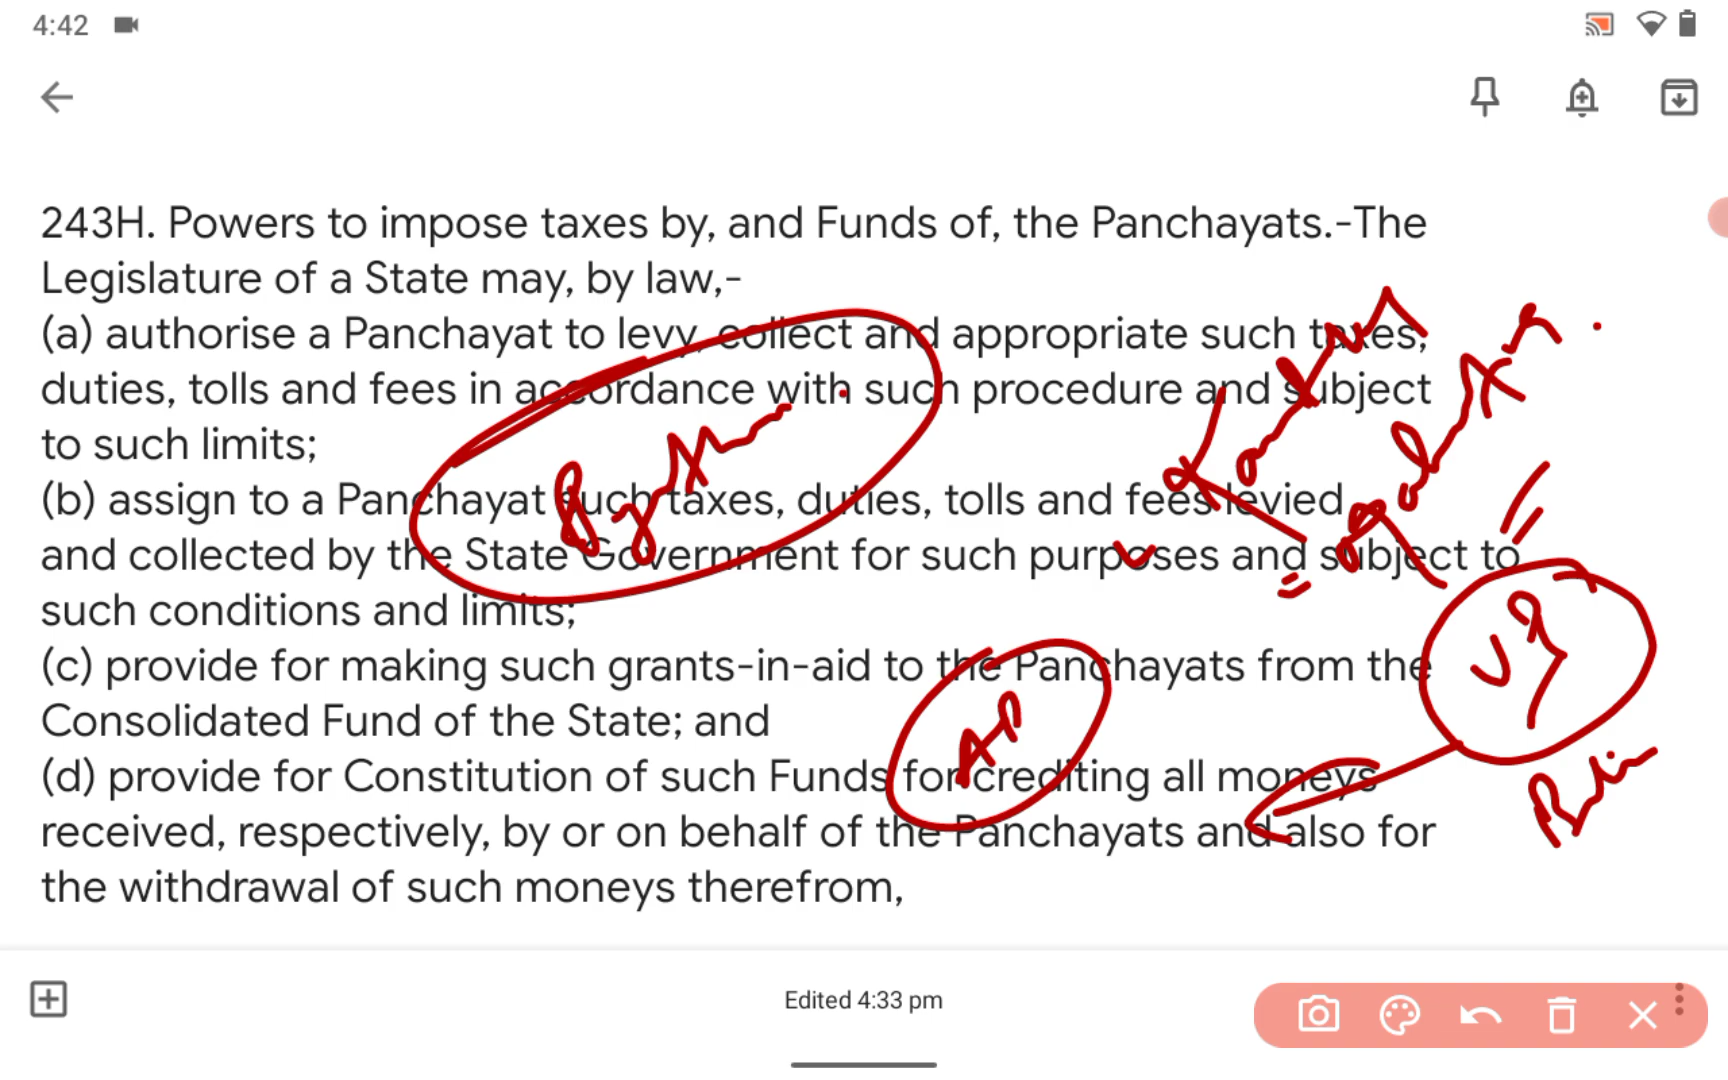 4:42
243H. Powers to impose taxes by, and Funds of, the Panchayats.-The
Legislature of a State may, by law,-
(a) authorise a Panchayat to levy, collect and appropriate such taxes,
duties, tolls and fees in accordance with such procedure and subject
to such limits;
(b) assign to a Panchayat such taxes, duties, tolls and fees levied
and collected by the State Government for such purposes and subject to
such conditions and limits;
(c) provide for making such grants-in-aid to the Panchayats from the
Consolidated Fund of the State; and
AP
(d) provide for Constitution of such Funds for crediting all moneys
received, respectively, by or on behalf of the Panchayats and also for
the withdrawal of such moneys therefrom,
Edited 4:33 pm